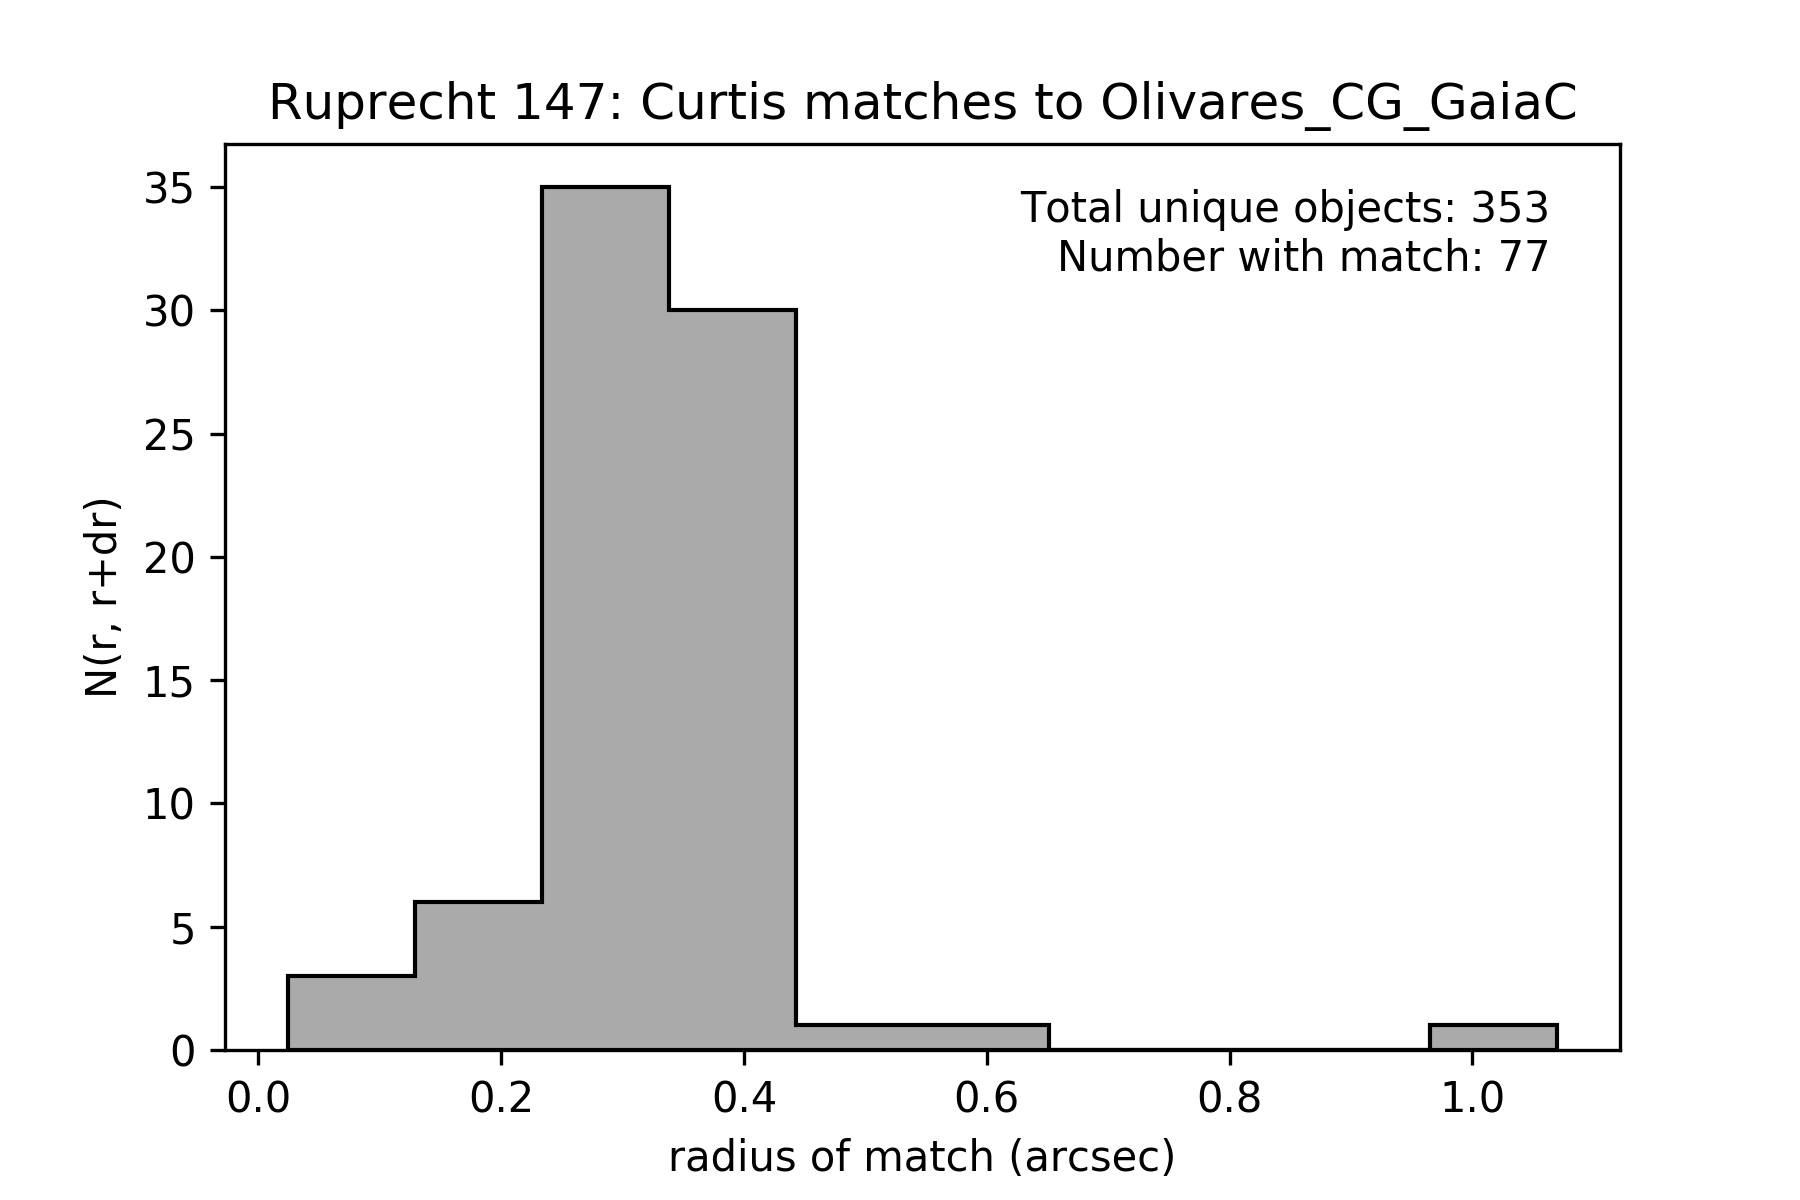 Ruprecht 147: Curtis matches to Olivares_CG_GaiaC
Total unique objects: 353
Number with match: 77
N(r, r+dr)
35
30
25
20
15
10
5
0
0.0 0.2 0.4 0.6 0.8 1.0
radius of match (arcsec)